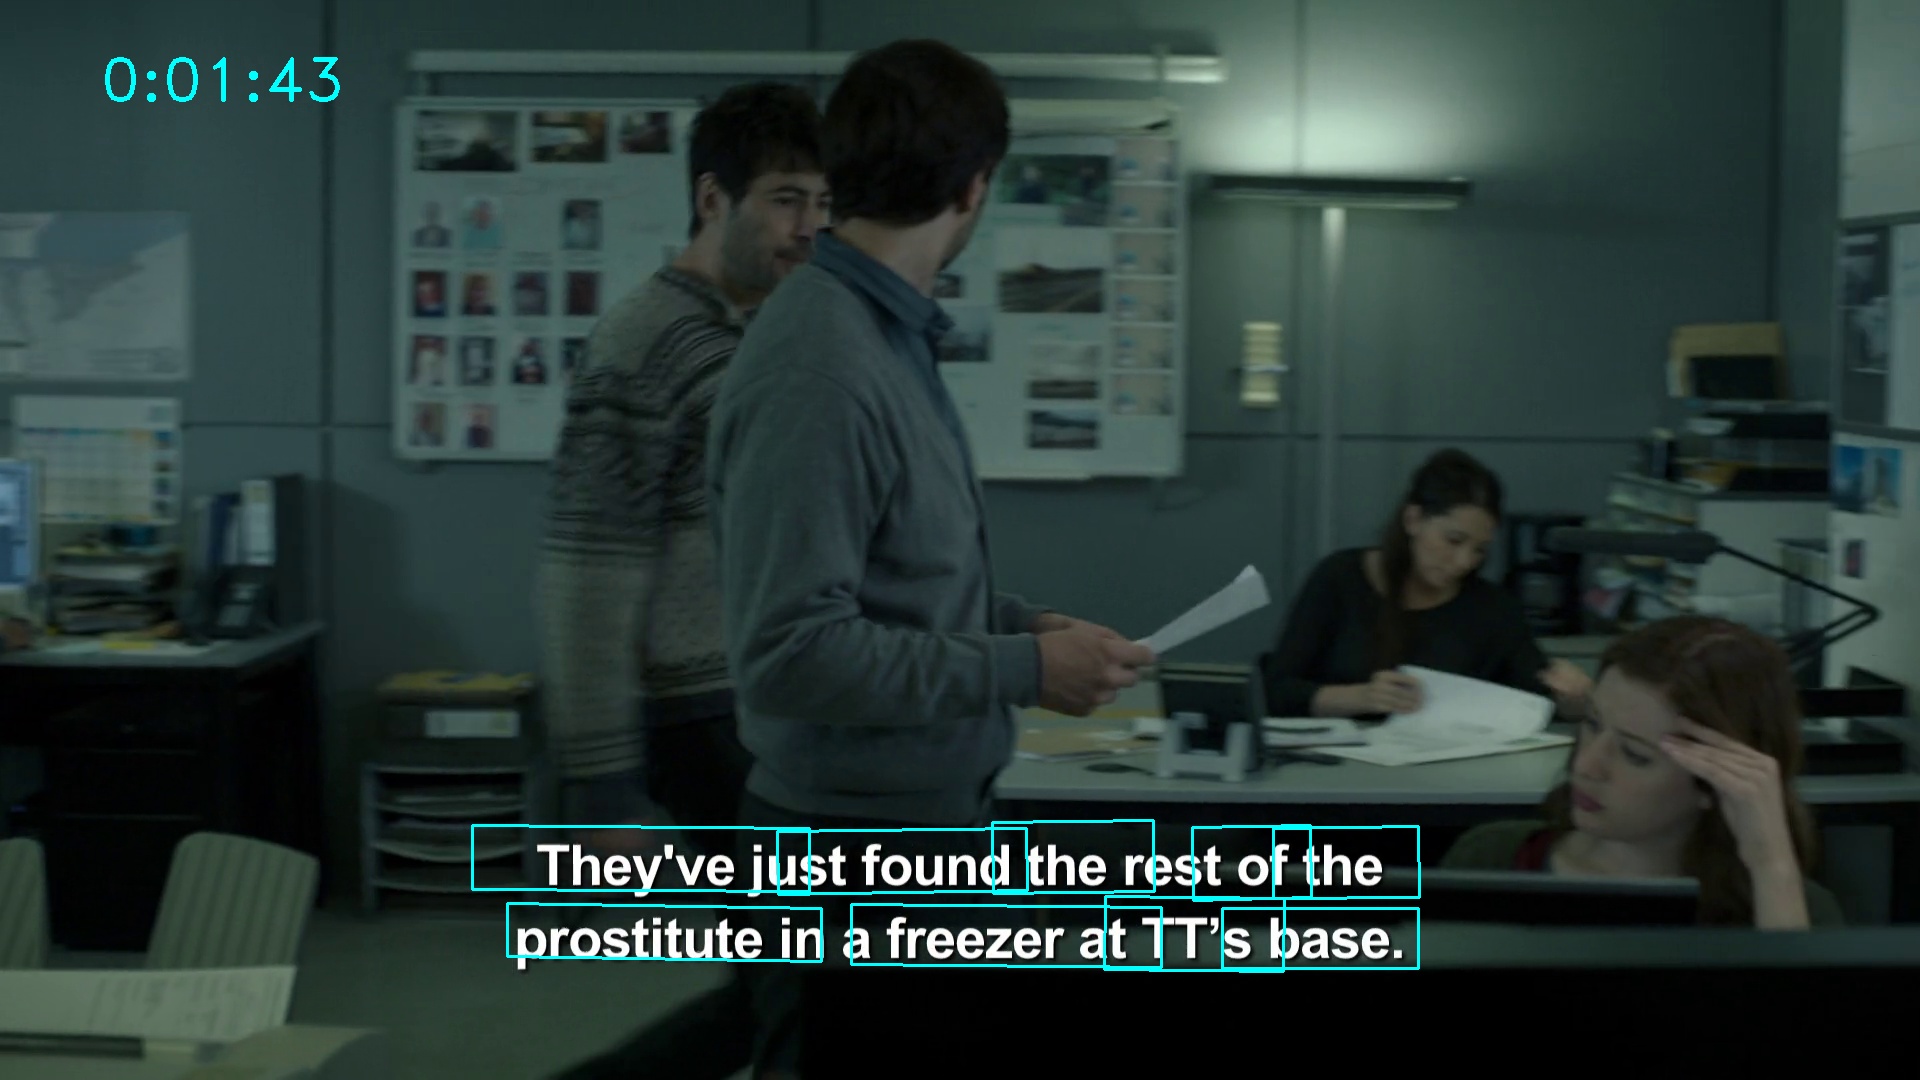 0:01:43
They've just found the rest of the
prostitute in a freezer at TT’s base.